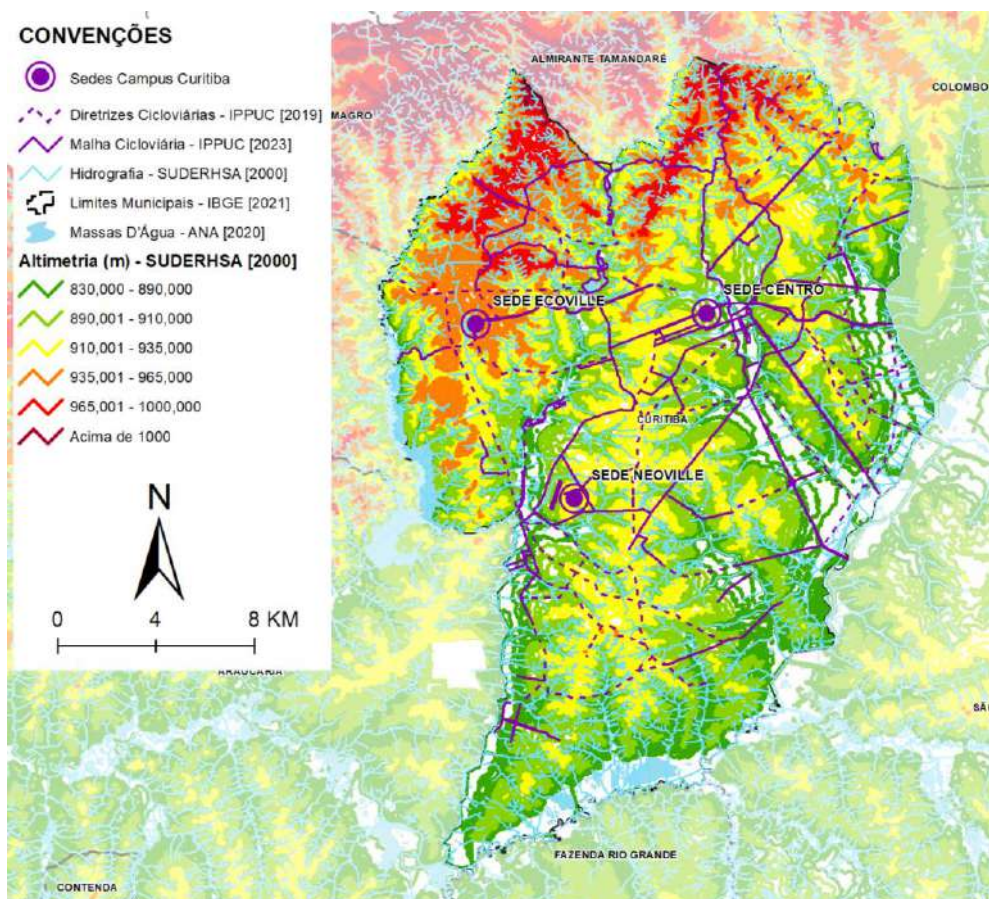 CONVENÇÕES
Sedes Campus Curitiba
Diretrizes Cicloviárias - IPPUC [2019]
Malha Cicloviária - IPPUC [2023]
Hidrografia - SUDERHSA [2000]
Limites Municipais - IBGE [2021]
Massas D'Água - ANA [2020]
Altimetria (m) - SUDERHSA [2000]
830,000 - 890,000
890,001 - 910,000
910,001 - 935,000
935,001 - 965,000
965,001 - 1000,000
Acima de 1000
N
0 4 8 KM
ALMIRANTE TAMANDARÉ
COLOMBO
MAGRO
SEDE ECOVILLE
SEDE CENTRO
CURITIBA
SEDE NEOVILLE
ARAUCÁRIA
SÃ
FAZENDA RIO GRANDE
CONTENDA